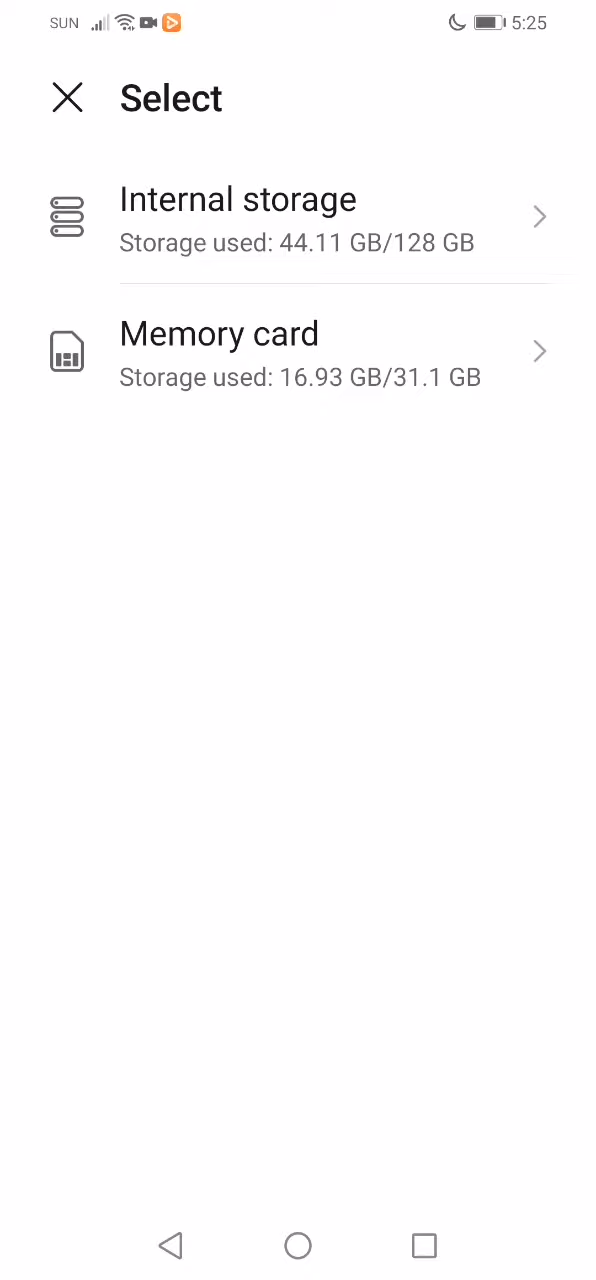 SUN 5:25
Select
Internal storage
Storage used: 44.11 GB/128 GB
Memory card
Storage used: 16.93 GB/31.1 GB